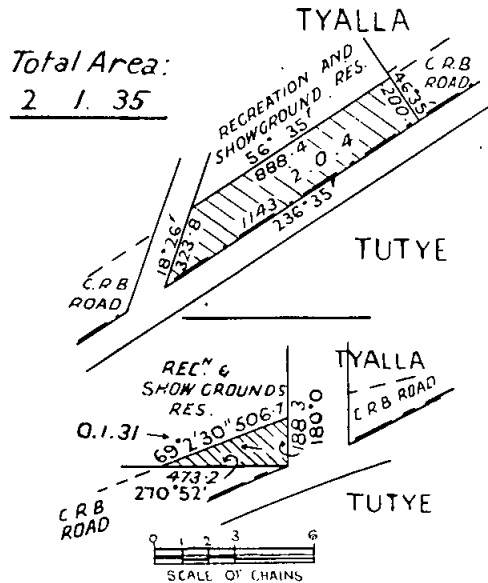 TYALLA
Total Area:
2 1. 35
C.R.B
ROAD
RECREATION AND
SHOWGROUND RES.
56° 35'
888·4
146° 35'
200·
2. 0. 4
1143
236° 35'
18° 26'
323·8
C.R.B
ROAD
TUTYE
TYALLA
REC.N &
SHOW GROUNDS
RES.
0.1.31
69° 2' 30" 506·7
188·3
180°0
C R B ROAD
473·2
270° 52'
C R B
ROAD
TUTYE
0 1 2 3 6
SCALE OF CHAINS